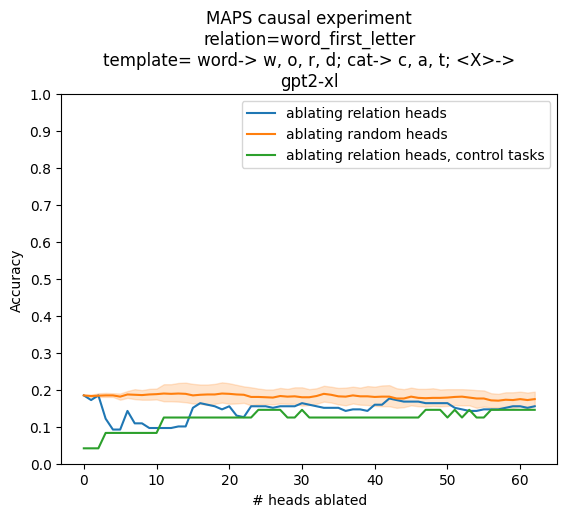 MAPS causal experiment
relation=word_first_letter
template= word-> w, o, r, d; cat-> c, a, t; <X>->
gpt2-xl
ablating relation heads
ablating random heads
ablating relation heads, control tasks
Accuracy
1.0
0.9
0.8
0.7
0.6
0.5
0.4
0.3
0.2
0.1
0.0
0
10
20
30
40
50
60
# heads ablated